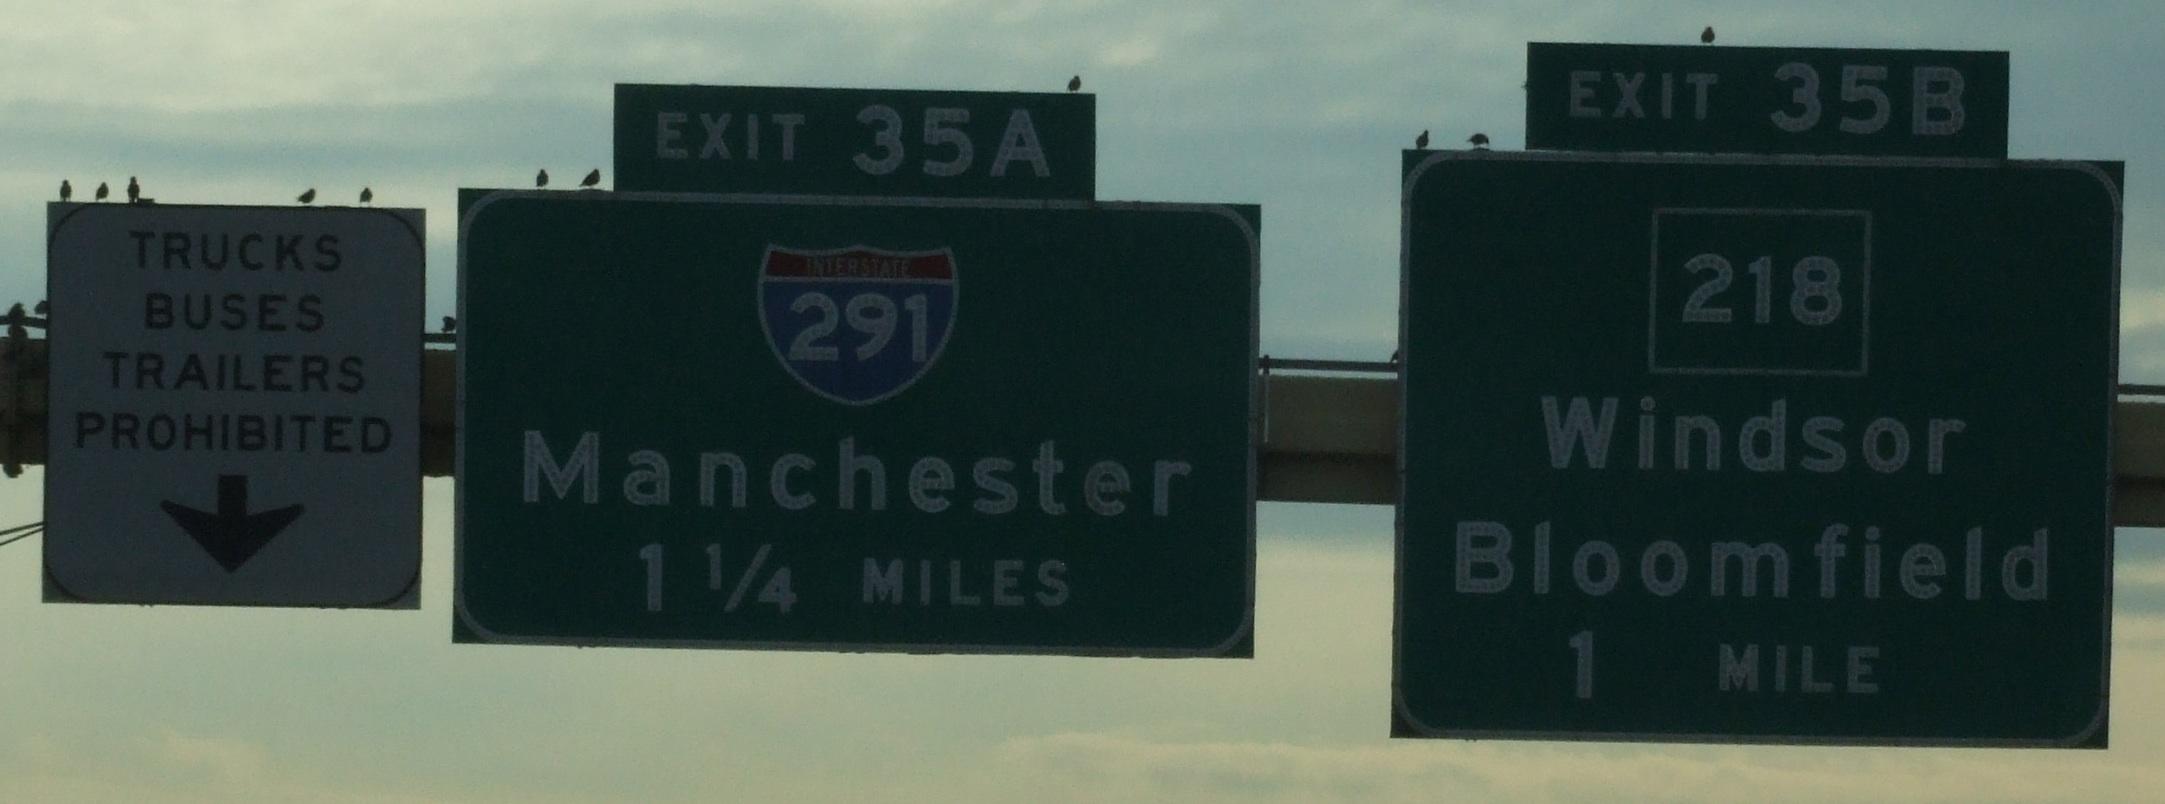 TRUCKS
BUSES
TRAILERS
PROHIBITED
EXIT 35A
INTERSTATE
291
Manchester
1 1/4 MILES
EXIT 35B
218
Windsor
Bloomfield
1 MILE